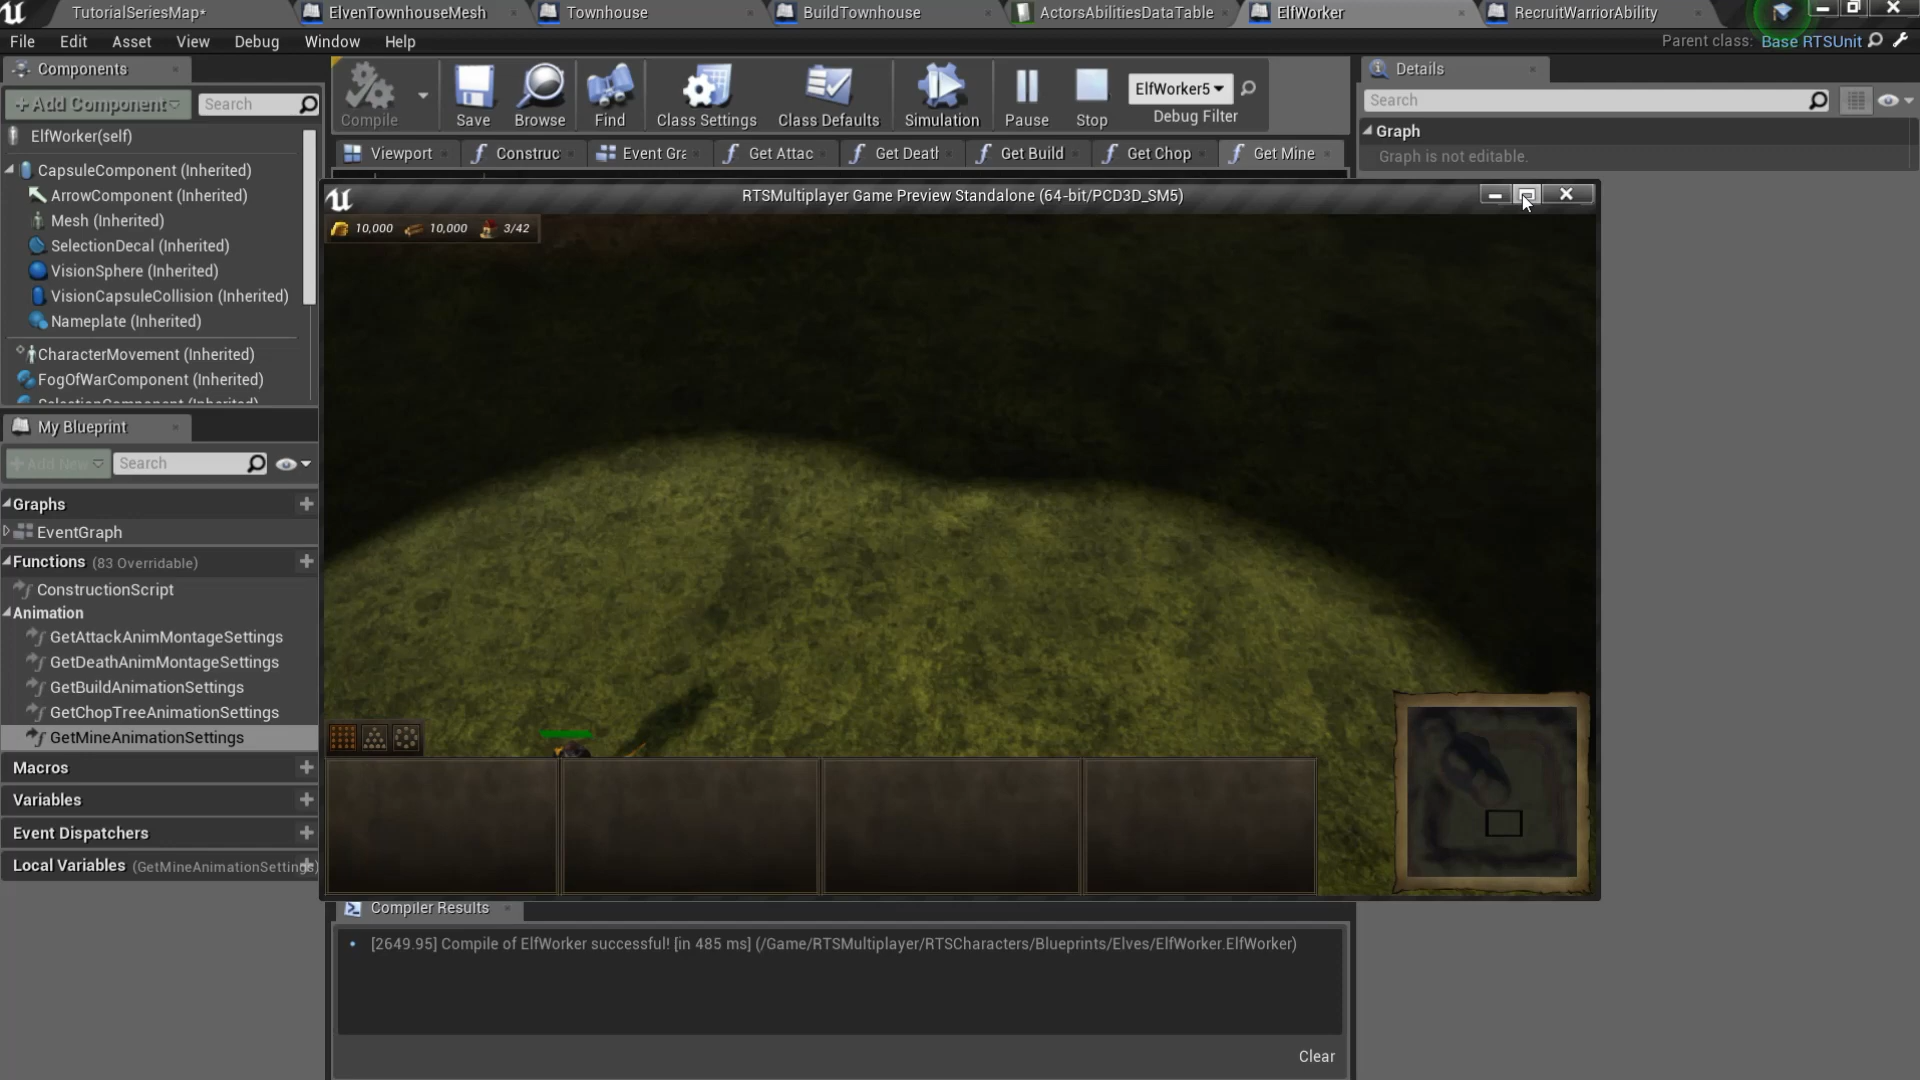 TutorialSeriesMap*
ElvenTownhouseMesh
Townhouse
BuildTownhouse
ActorsAbilitiesDataTable
ElfWorker
RecruitWarriorAbility
File Edit Asset View Debug Window Help
Parent class: Base RTSUnit
Components
+ Add Component
Search
ElfWorker(self)
CapsuleComponent (Inherited)
ArrowComponent (Inherited)
Mesh (Inherited)
SelectionDecal (Inherited)
VisionSphere (Inherited)
VisionCapsuleCollision (Inherited)
Nameplate (Inherited)
CharacterMovement (Inherited)
FogOfWarComponent (Inherited)
SelectionComponent (Inherited)
My Blueprint
+ Add New
Search
Graphs
EventGraph
Functions (83 Overridable)
ConstructionScript
Animation
GetAttackAnimMontageSettings
GetDeathAnimMontageSettings
GetBuildAnimationSettings
GetChopTreeAnimationSettings
GetMineAnimationSettings
Macros
Variables
Event Dispatchers
Local Variables (GetMineAnimationSettings)
Compile
Save
Browse
Find
Class Settings
Class Defaults
Simulation
Pause
Stop
ElfWorker5
Debug Filter
Viewport
Construc
Event Gra
Get Attac
Get Death
Get Build
Get Chop
Get Mine
RTSMultiplayer Game Preview Standalone (64-bit/PCD3D_SM5)
10,000 10,000 3/42
Compiler Results
[2649.95] Compile of ElfWorker successful! [in 485 ms] (/Game/RTSMultiplayer/RTSCharacters/Blueprints/Elves/ElfWorker.ElfWorker)
Clear
Details
Search
Graph
Graph is not editable.